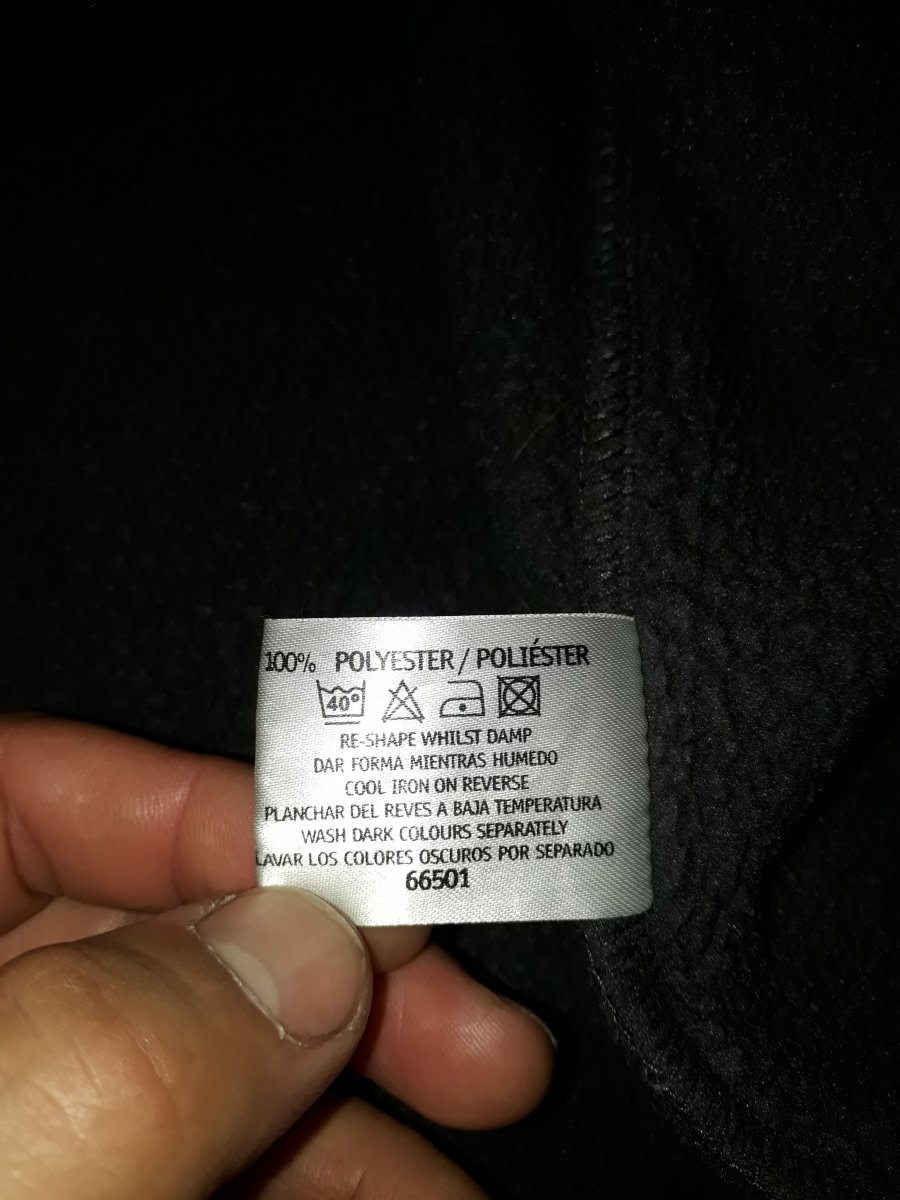 100% POLYESTER / POLIÉSTER
40°
RE-SHAPE WHILST DAMP
DAR FORMA MIENTRAS HUMEDO
COOL IRON ON REVERSE
PLANCHAR DEL REVES A BAJA TEMPERATURA
WASH DARK COLOURS SEPARATELY
LAVAR LOS COLORES OSCUROS POR SEPARADO
66501